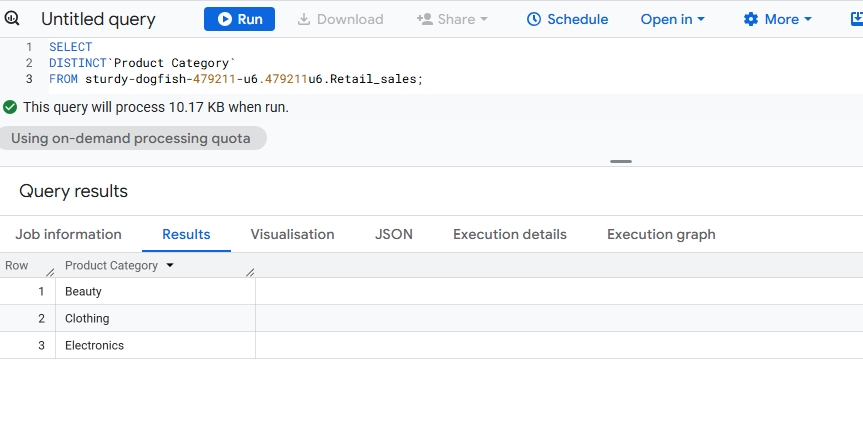 Untitled query Run Download Share Schedule Open in More
1 SELECT
2 DISTINCT`Product Category`
3 FROM sturdy-dogfish-479211-u6.479211u6.Retail_sales;
This query will process 10.17 KB when run.
Using on-demand processing quota
Query results
Job information Results Visualisation JSON Execution details Execution graph
Row Product Category
1 Beauty
2 Clothing
3 Electronics